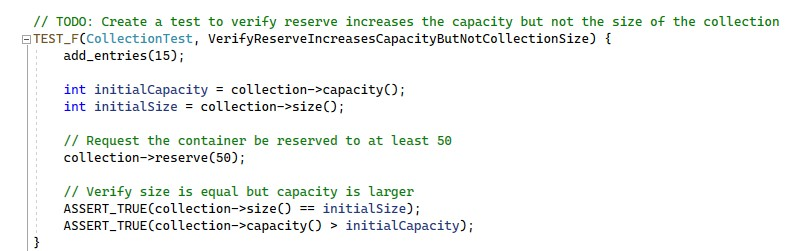 // TODO: Create a test to verify reserve increases the capacity but not the size of the collection
TEST_F(CollectionTest, VerifyReserveIncreasesCapacityButNotCollectionSize) {
    add_entries(15);

    int initialCapacity = collection->capacity();
    int initialSize = collection->size();

    // Request the container be reserved to at least 50
    collection->reserve(50);

    // Verify size is equal but capacity is larger
    ASSERT_TRUE(collection->size() == initialSize);
    ASSERT_TRUE(collection->capacity() > initialCapacity);
}